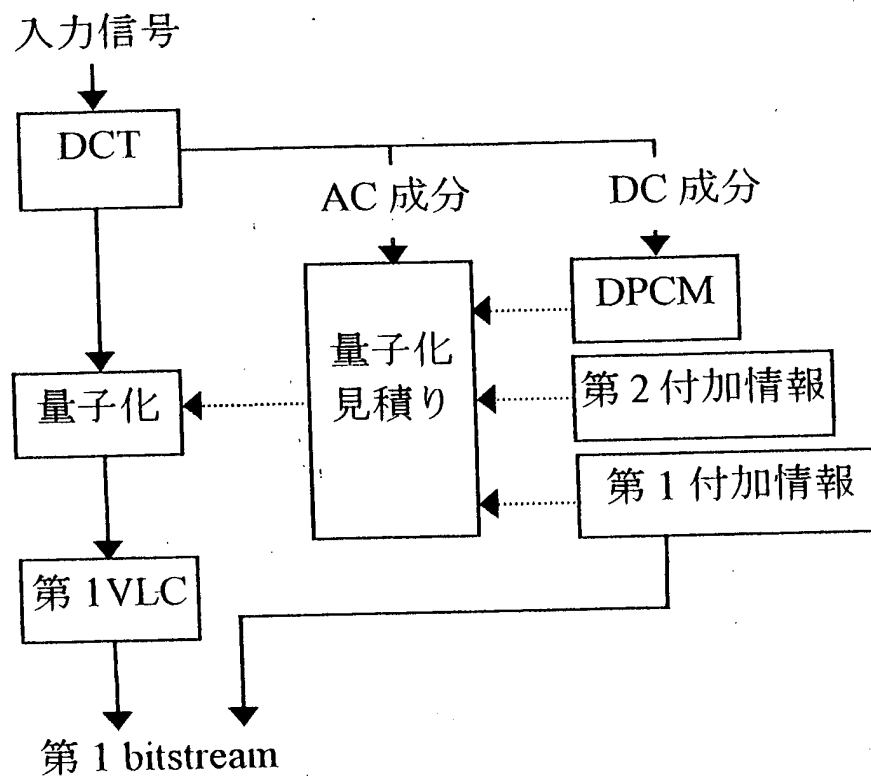 入力信号
DCT
AC 成分
DC 成分
DPCM
量子化
見積り
第 2 付加情報
量子化
第 1 付加情報
第 1VLC
第 1 bitstream